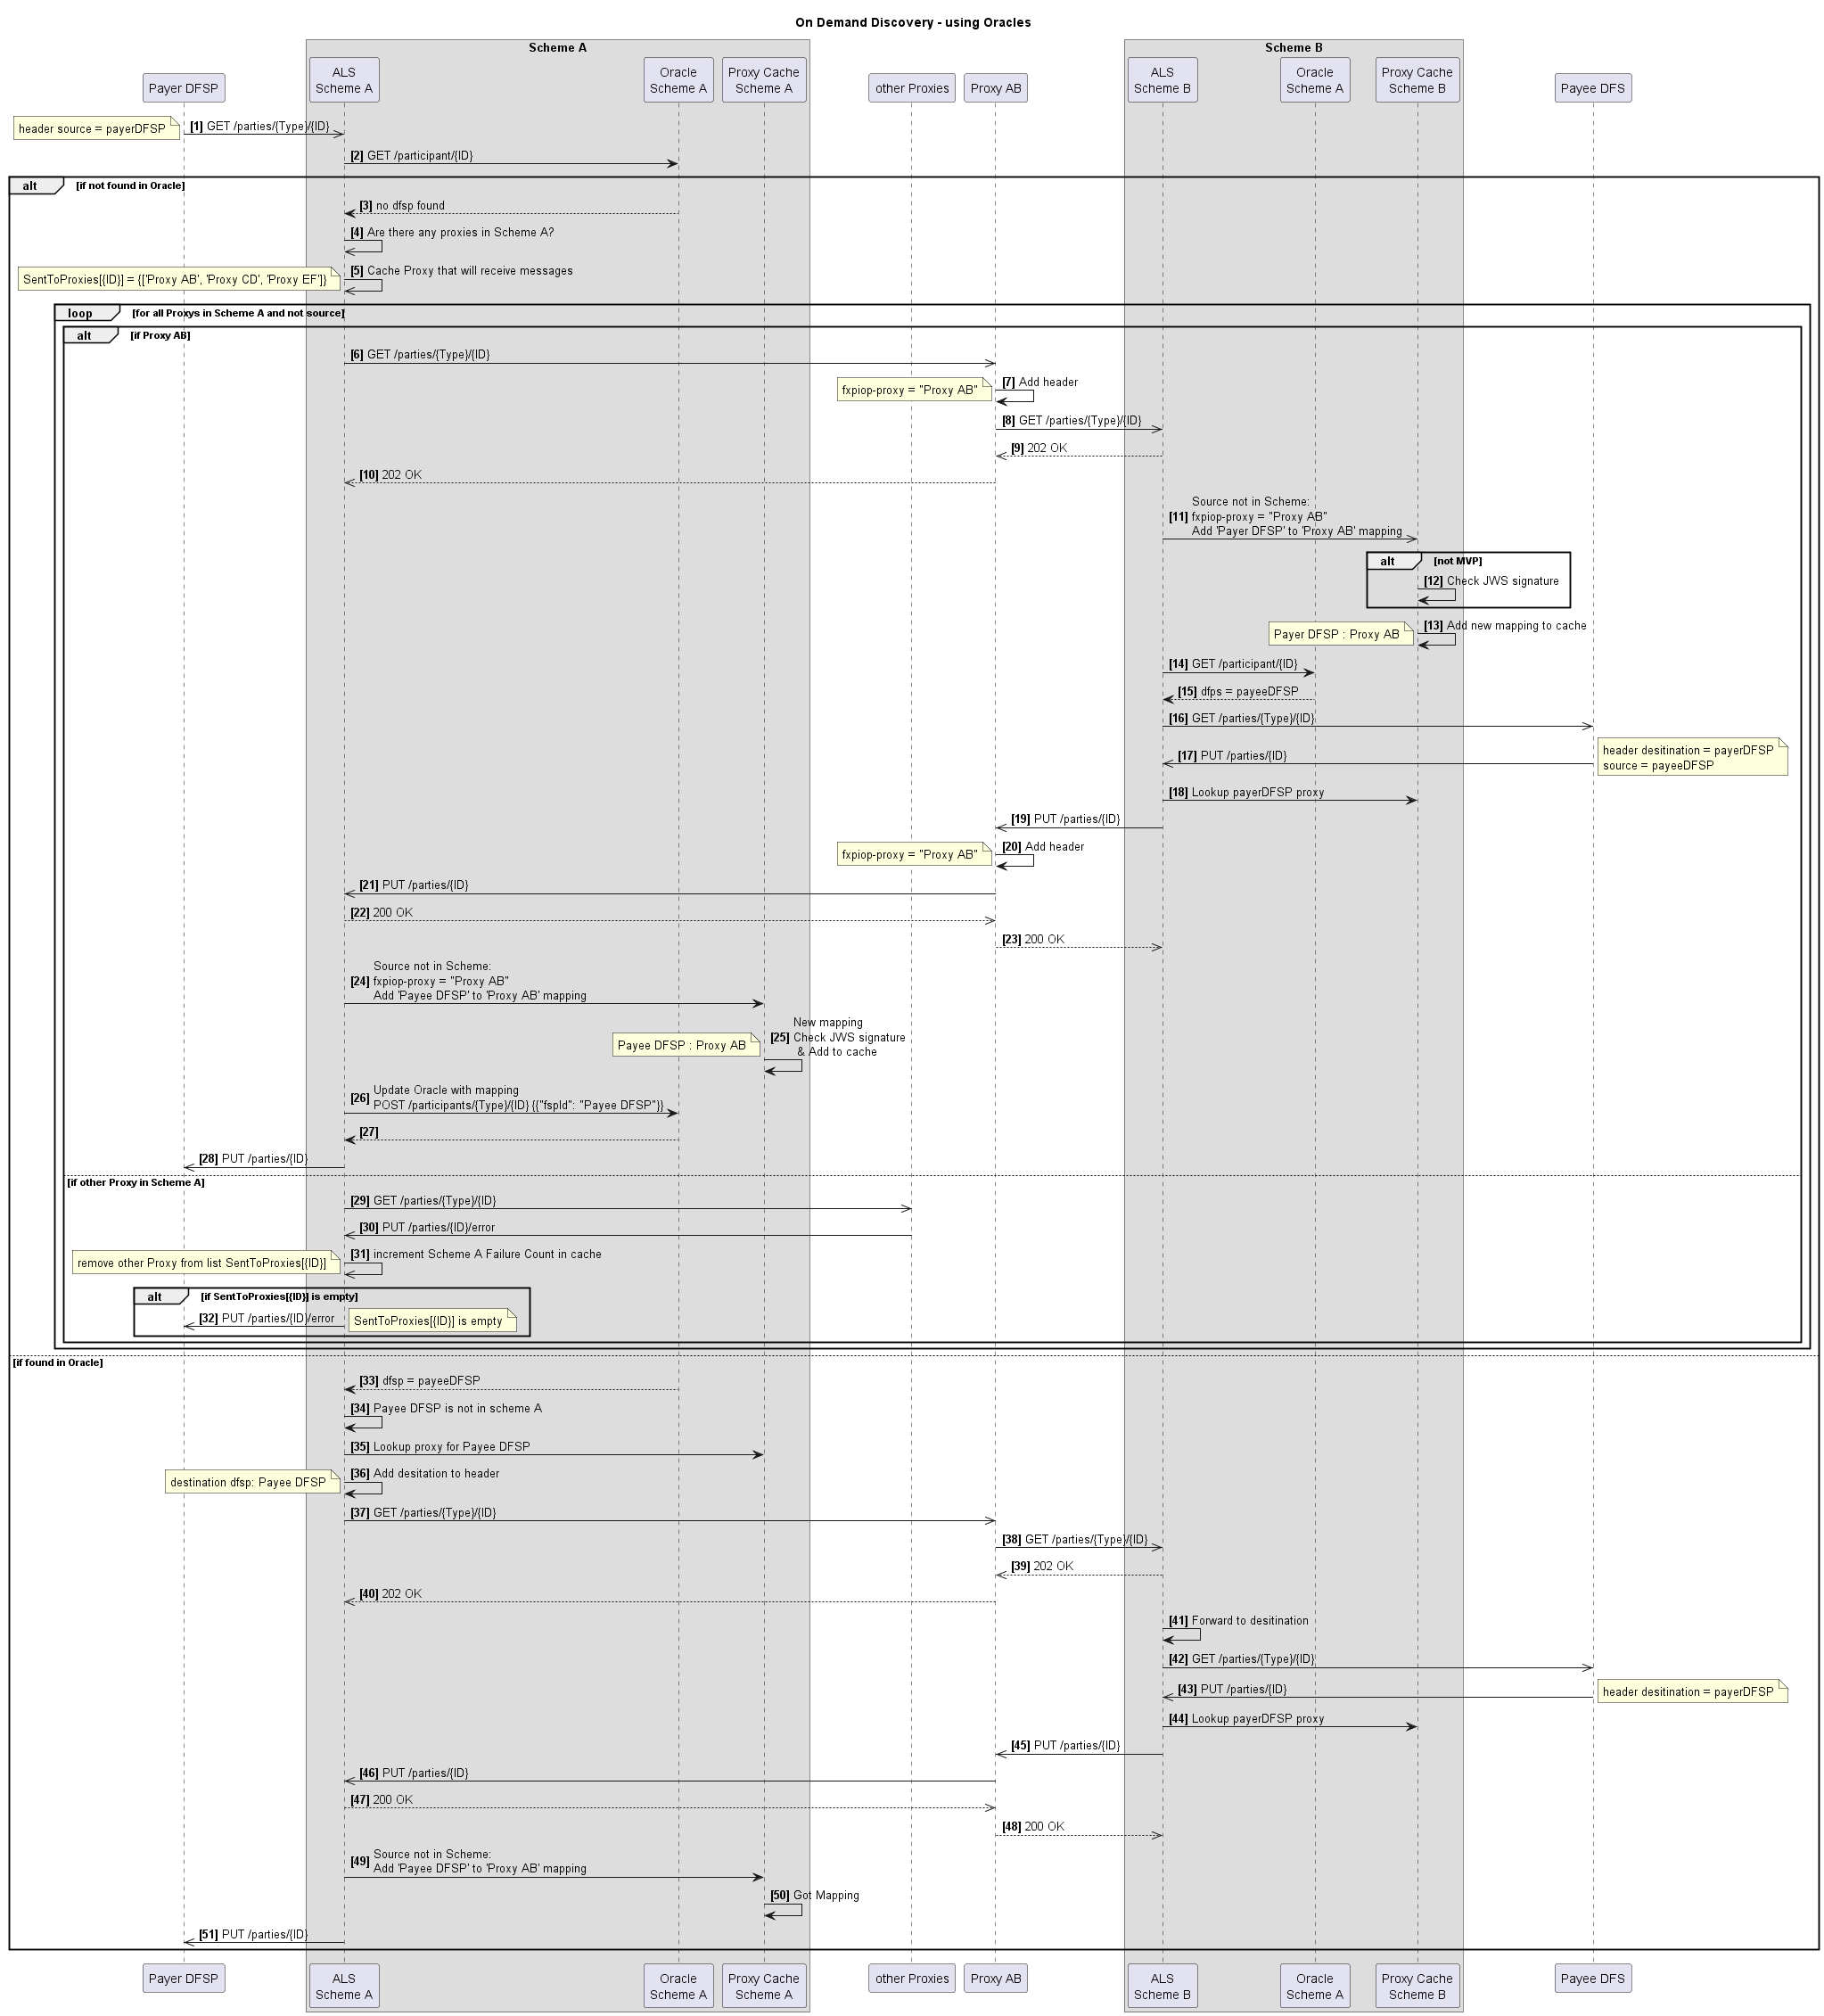 On Demand Discovery - using Oracles
Scheme A
Scheme B
Payer DFSP
ALS
Scheme A
Oracle
Scheme A
Proxy Cache
Scheme A
other Proxies
Proxy AB
ALS
Scheme B
Oracle
Scheme A
Proxy Cache
Scheme B
Payee DFS
header source = payerDFSP
[1] GET /parties/{Type}/{ID}
[2] GET /participant/{ID}
alt [if not found in Oracle]
[3] no dfsp found
[4] Are there any proxies in Scheme A?
SentToProxies[{ID}] = {['Proxy AB', 'Proxy CD', 'Proxy EF']}
[5] Cache Proxy that will receive messages
loop [for all Proxys in Scheme A and not source]
alt [if Proxy AB]
[6] GET /parties/{Type}/{ID}
fxpiop-proxy = "Proxy AB"
[7] Add header
[8] GET /parties/{Type}/{ID}
[9] 202 OK
[10] 202 OK
Source not in Scheme:
[11] fxpiop-proxy = "Proxy AB"
Add 'Payer DFSP' to 'Proxy AB' mapping
alt [not MVP]
[12] Check JWS signature
Payer DFSP : Proxy AB
[13] Add new mapping to cache
[14] GET /participant/{ID}
[15] dfps = payeeDFSP
[16] GET /parties/{Type}/{ID}
[17] PUT /parties/{ID}
header desitination = payerDFSP
source = payeeDFSP
[18] Lookup payerDFSP proxy
[19] PUT /parties/{ID}
fxpiop-proxy = "Proxy AB"
[20] Add header
[21] PUT /parties/{ID}
[22] 200 OK
[23] 200 OK
Source not in Scheme:
[24] fxpiop-proxy = "Proxy AB"
Add 'Payee DFSP' to 'Proxy AB' mapping
Payee DFSP : Proxy AB
New mapping
[25] Check JWS signature
& Add to cache
Update Oracle with mapping
[26] POST /participants/{Type}/{ID} {{"fspId": "Payee DFSP"}}
[27]
[28] PUT /parties/{ID}
[if other Proxy in Scheme A]
[29] GET /parties/{Type}/{ID}
[30] PUT /parties/{ID}/error
remove other Proxy from list SentToProxies[{ID}]
[31] increment Scheme A Failure Count in cache
alt [if SentToProxies[{ID}] is empty]
[32] PUT /parties/{ID}/error
SentToProxies[{ID}] is empty
[if found in Oracle]
[33] dfsp = payeeDFSP
[34] Payee DFSP is not in scheme A
[35] Lookup proxy for Payee DFSP
destination dfsp: Payee DFSP
[36] Add desitation to header
[37] GET /parties/{Type}/{ID}
[38] GET /parties/{Type}/{ID}
[39] 202 OK
[40] 202 OK
[41] Forward to desitination
[42] GET /parties/{Type}/{ID}
[43] PUT /parties/{ID}
header desitination = payerDFSP
[44] Lookup payerDFSP proxy
[45] PUT /parties/{ID}
[46] PUT /parties/{ID}
[47] 200 OK
[48] 200 OK
Source not in Scheme:
[49] Add 'Payee DFSP' to 'Proxy AB' mapping
[50] Got Mapping
[51] PUT /parties/{ID}
Payer DFSP
ALS
Scheme A
Oracle
Scheme A
Proxy Cache
Scheme A
other Proxies
Proxy AB
ALS
Scheme B
Oracle
Scheme A
Proxy Cache
Scheme B
Payee DFS